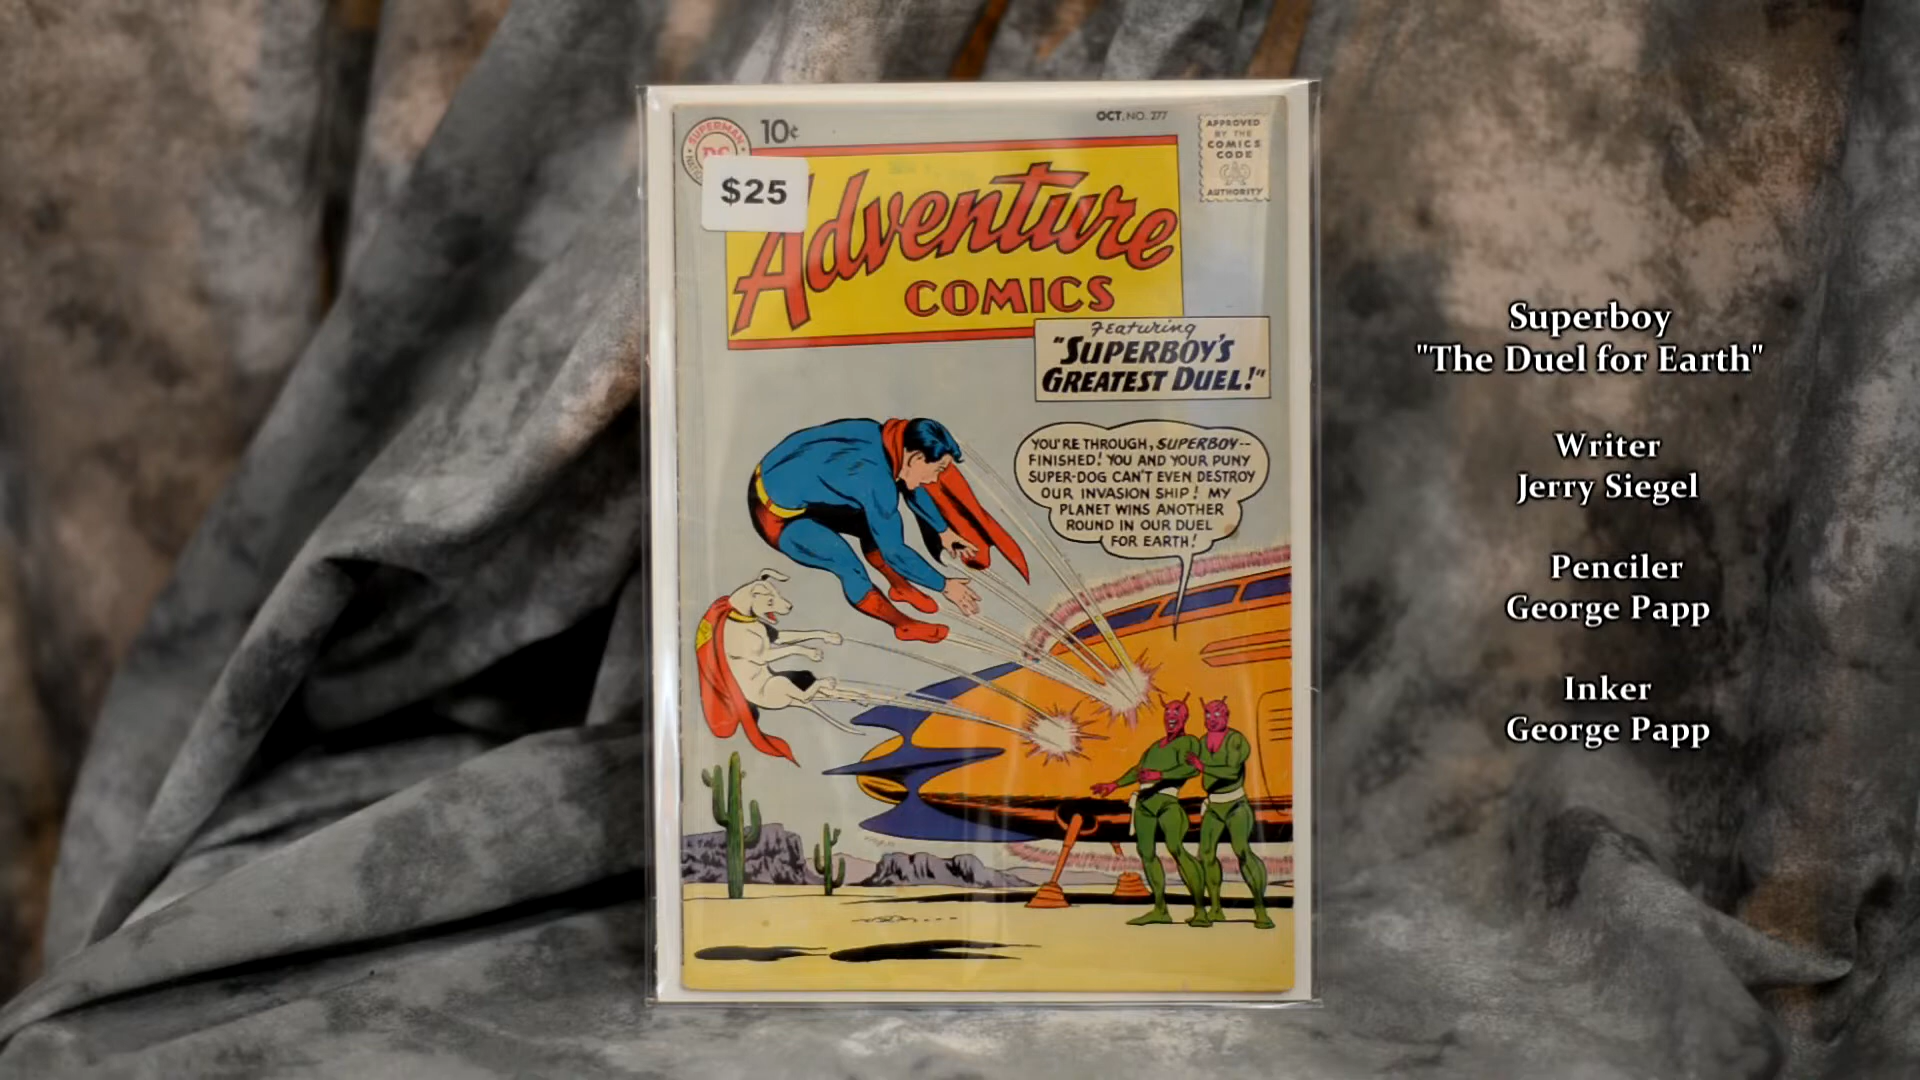 10¢
OCT. NO. 277
SUPERMAN
DC
$25
APPROVED
BY THE
COMICS
CODE
AUTHORITY
Adventure
COMICS
Featuring
"SUPERBOY'S
GREATEST DUEL!"
YOU'RE THROUGH, SUPERBOY--
FINISHED! YOU AND YOUR PUNY
SUPER-DOG CAN'T EVEN DESTROY
OUR INVASION SHIP! MY
PLANET WINS ANOTHER
ROUND IN OUR DUEL
FOR EARTH!
Superboy
"The Duel for Earth"
Writer
Jerry Siegel
Penciler
George Papp
Inker
George Papp